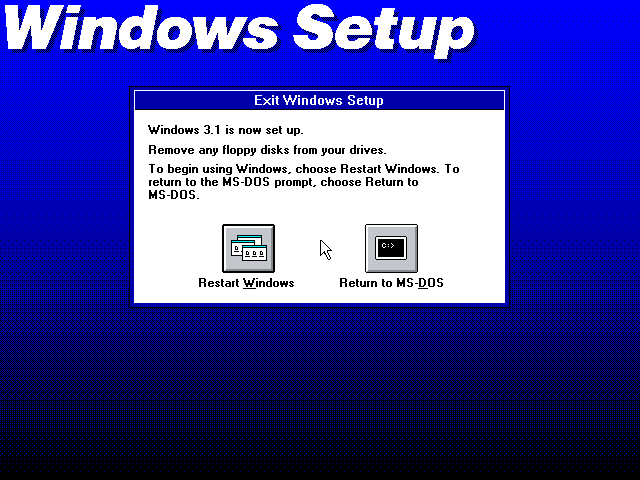 Windows Setup
Exit Windows Setup
Windows 3.1 is now set up.
Remove any floppy disks from your drives.
To begin using Windows, choose Restart Windows. To
return to the MS-DOS prompt, choose Return to
MS-DOS.
C:>
Restart Windows
Return to MS-DOS